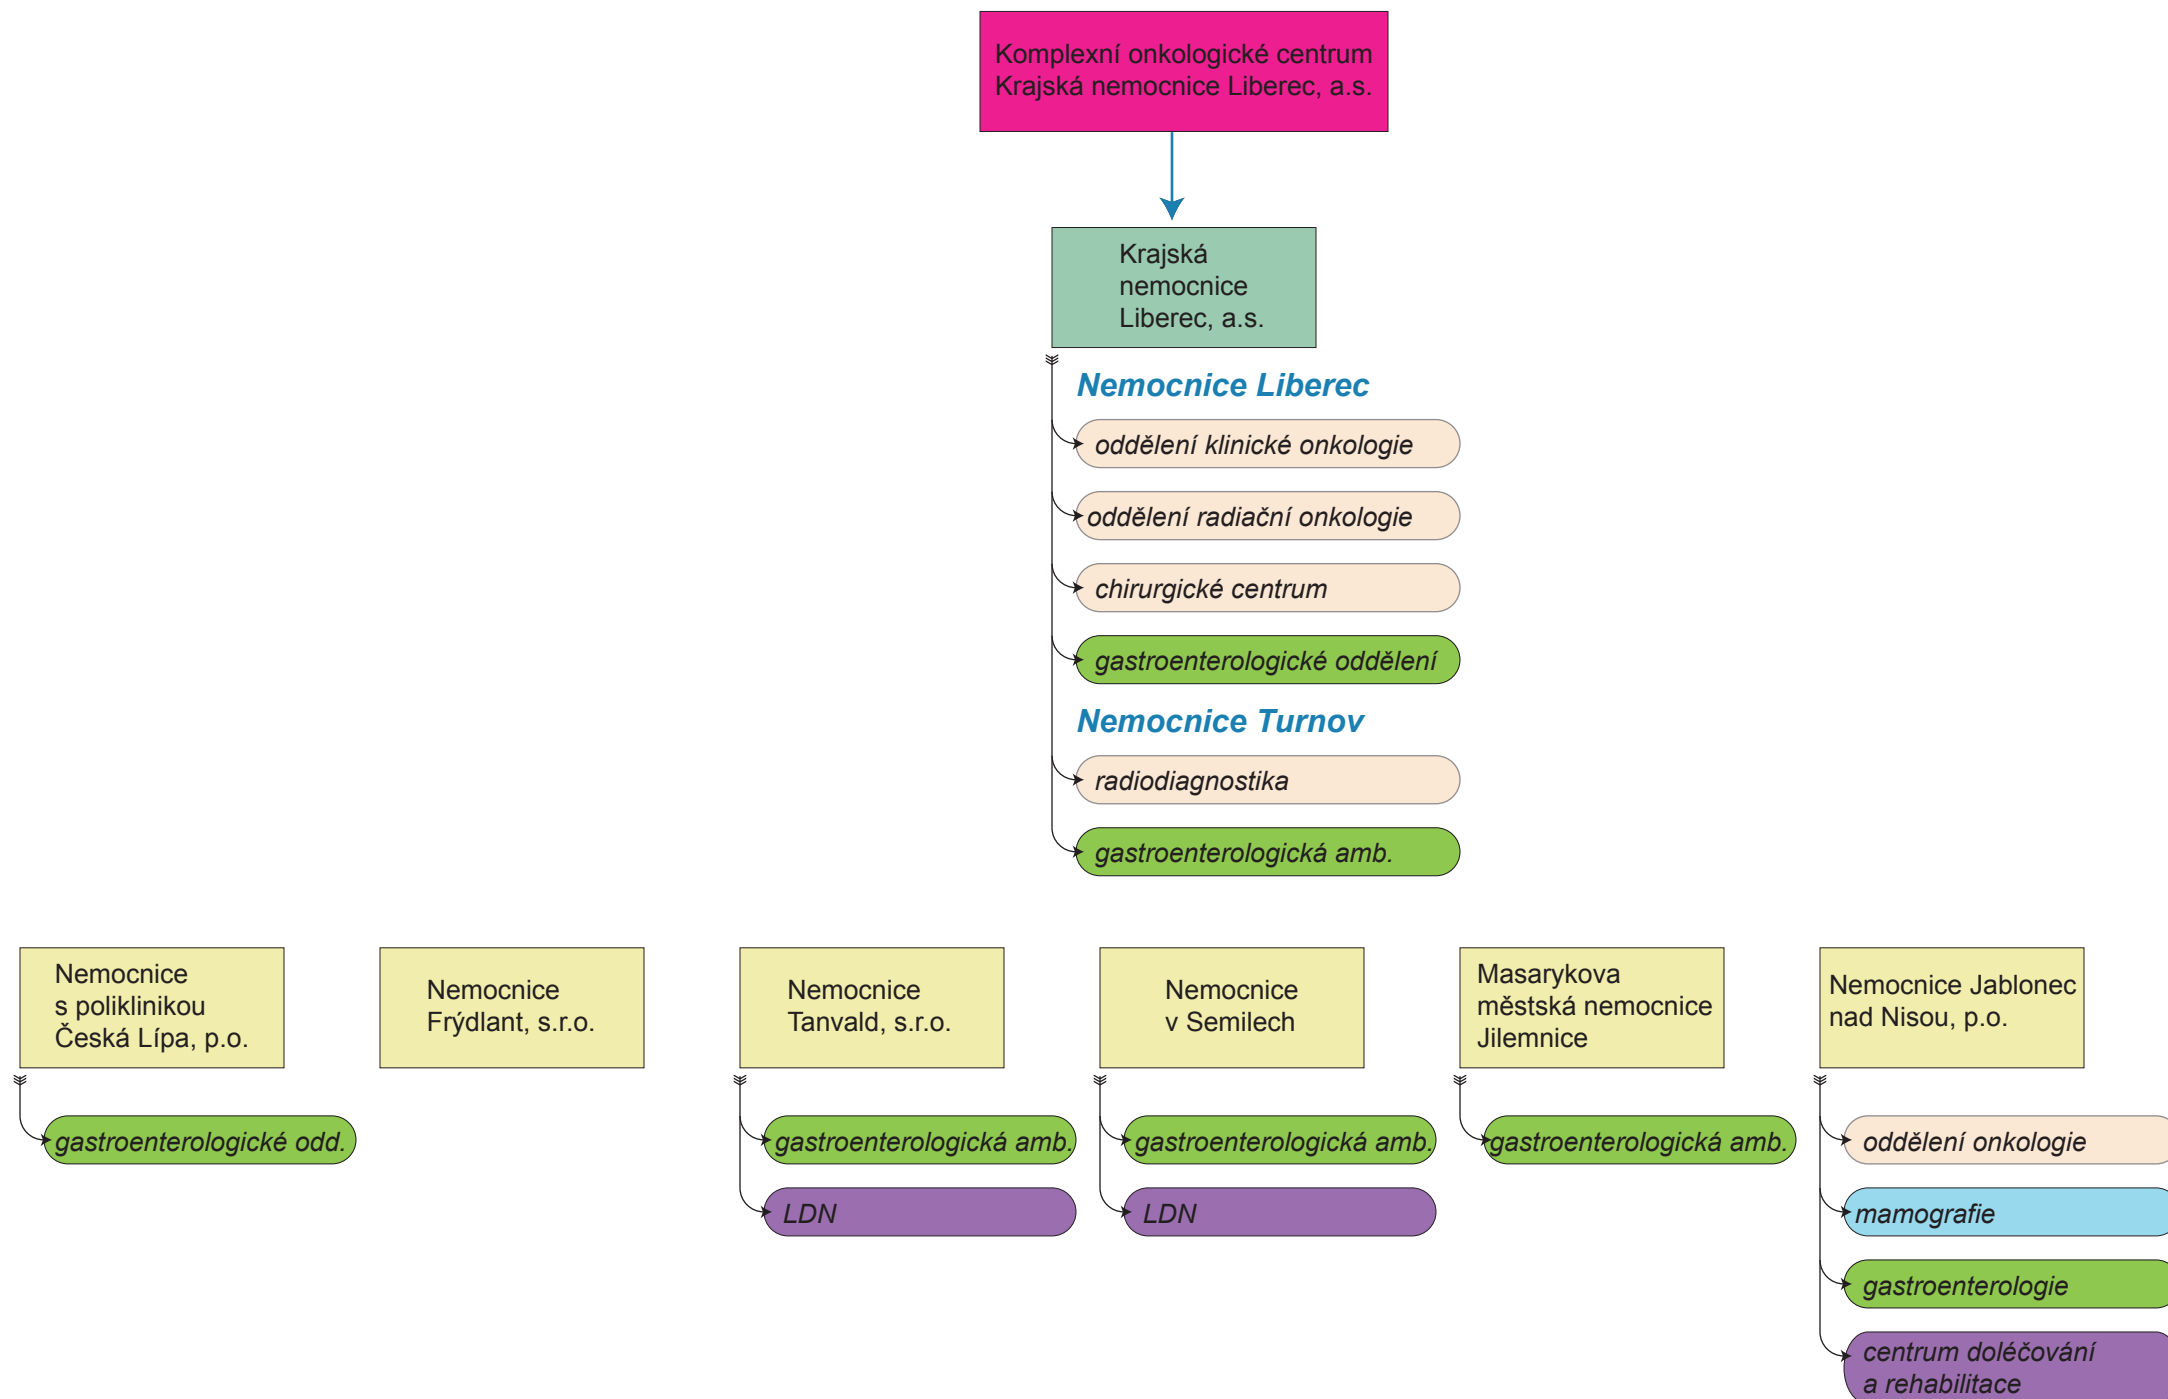 Komplexní onkologické centrum
Krajská nemocnice Liberec, a.s.
Krajská
nemocnice
Liberec, a.s.
Nemocnice Liberec
oddělení klinické onkologie
oddělení radiační onkologie
chirurgické centrum
gastroenterologické oddělení
Nemocnice Turnov
radiodiagnostika
gastroenterologická amb.
Nemocnice
s poliklinikou
Česká Lípa, p.o.
gastroenterologické odd.
Nemocnice
Frýdlant, s.r.o.
Nemocnice
Tanvald, s.r.o.
gastroenterologická amb.
LDN
Nemocnice
v Semilech
gastroenterologická amb.
LDN
Masarykova
městská nemocnice
Jilemnice
gastroenterologická amb.
Nemocnice Jablonec
nad Nisou, p.o.
oddělení onkologie
mamografie
gastroenterologie
centrum doléčování
a rehabilitace